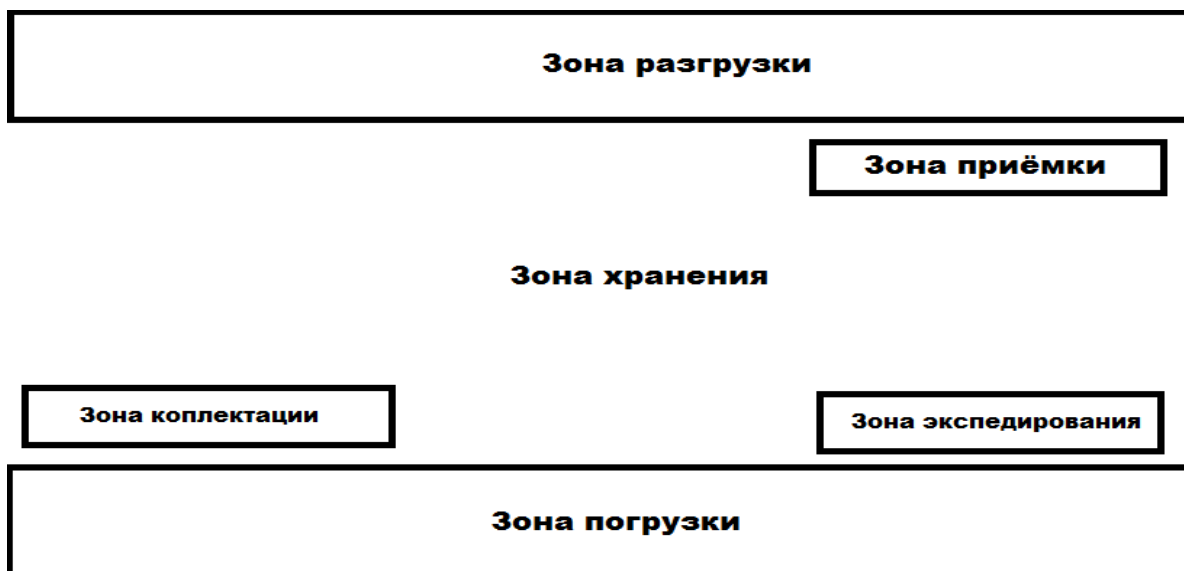 Зона разгрузки
Зона приёмки
Зона хранения
Зона коплектации
Зона экспедирования
Зона погрузки